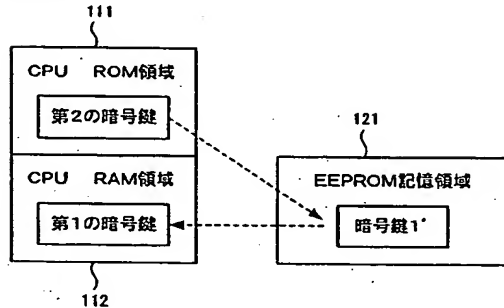 111
CPU ROM領域
第2の暗号鍵
CPU RAM領域
第1の暗号鍵
112
121
EEPROM記憶領域
暗号鍵1'